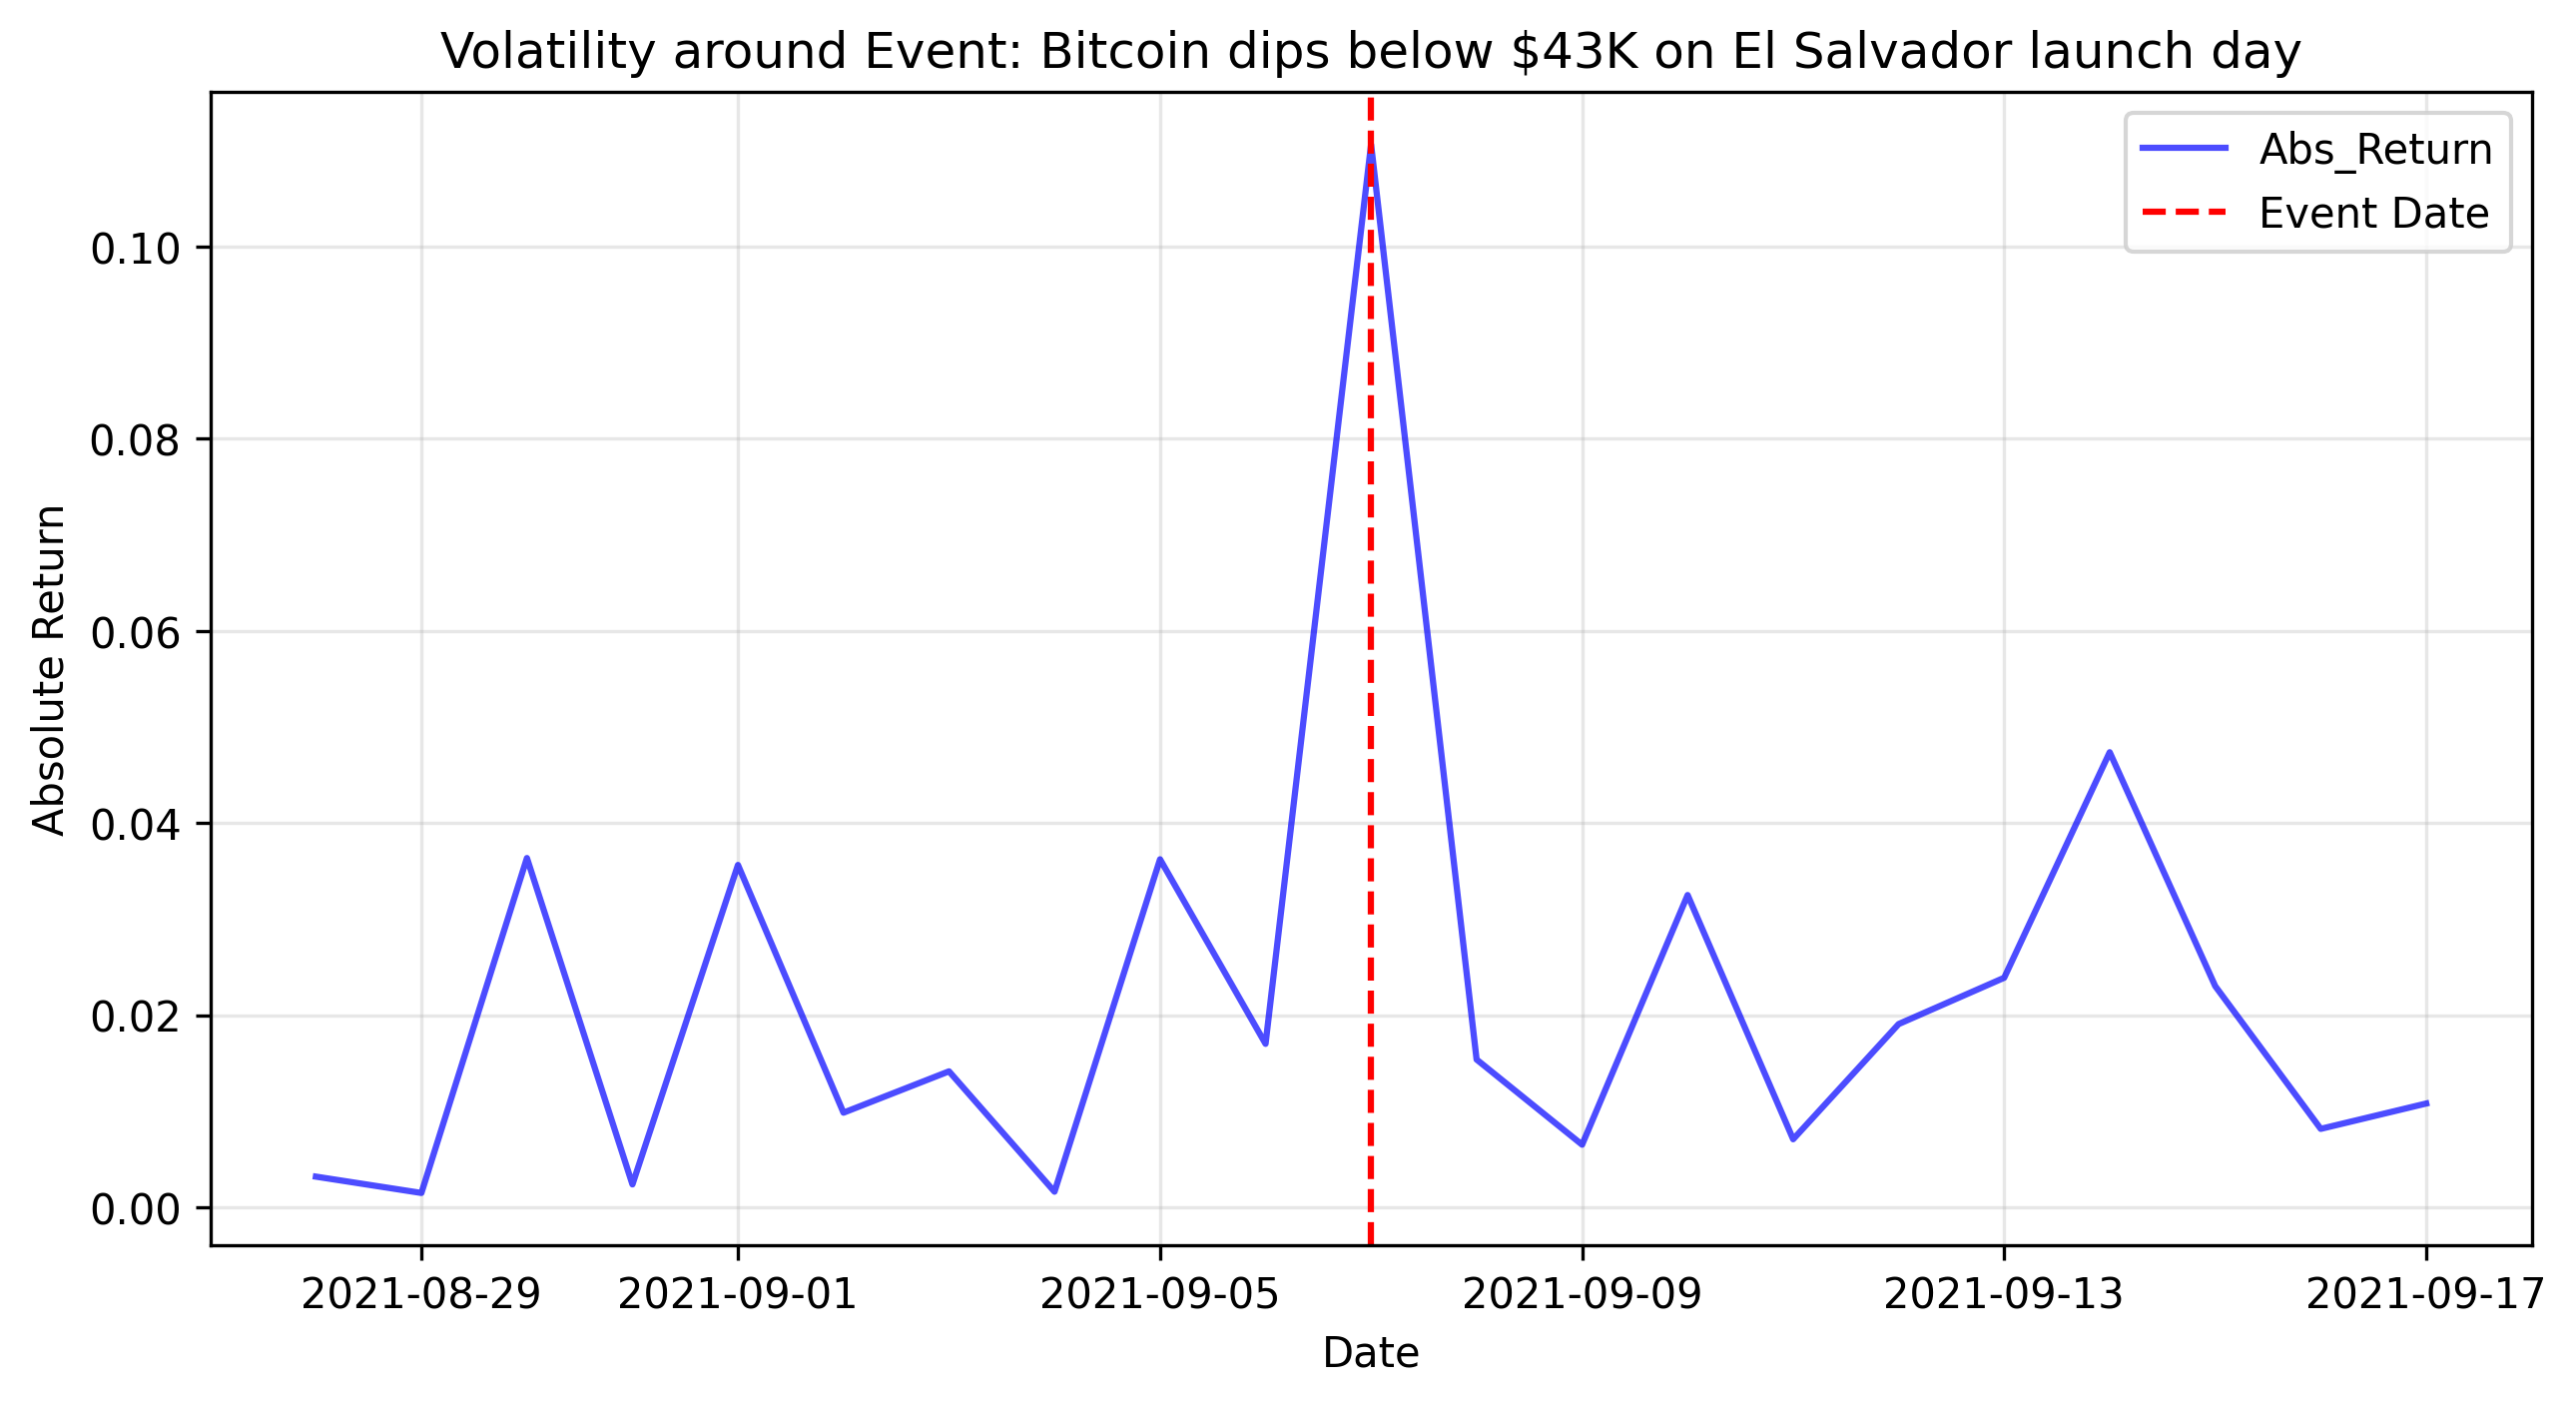 Volatility around Event: Bitcoin dips below $43K on El Salvador launch day
Abs_Return
Event Date
Absolute Return
0.10
0.08
0.06
0.04
0.02
0.00
2021-08-29 2021-09-01 2021-09-05 2021-09-09 2021-09-13 2021-09-17
Date